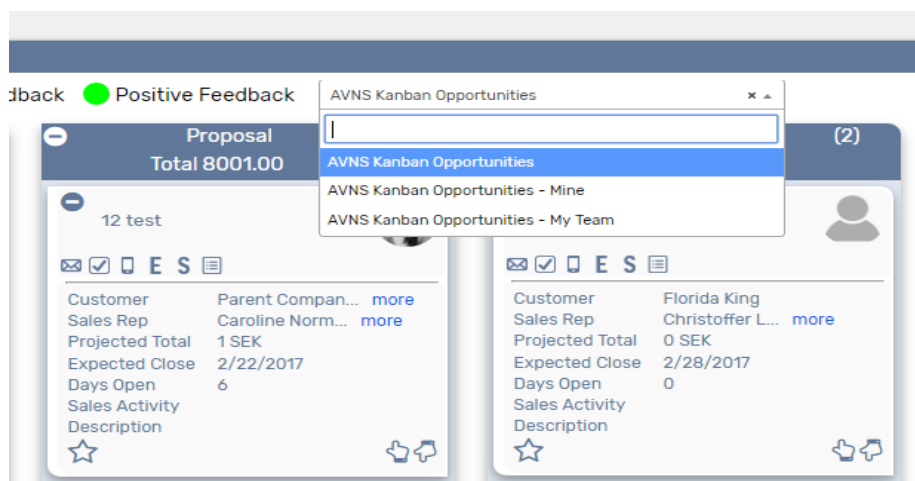 dback Positive Feedback AVNS Kanban Opportunities × 
Proposal
Total 8001.00
(2)
AVNS Kanban Opportunities
AVNS Kanban Opportunities - Mine
AVNS Kanban Opportunities - My Team
12 test
E S
Customer Parent Compan... more
Sales Rep Caroline Norm... more
Projected Total 1 SEK
Expected Close 2/22/2017
Days Open 6
Sales Activity
Description
E S
Customer Florida King
Sales Rep Christoffer L... more
Projected Total 0 SEK
Expected Close 2/28/2017
Days Open 0
Sales Activity
Description